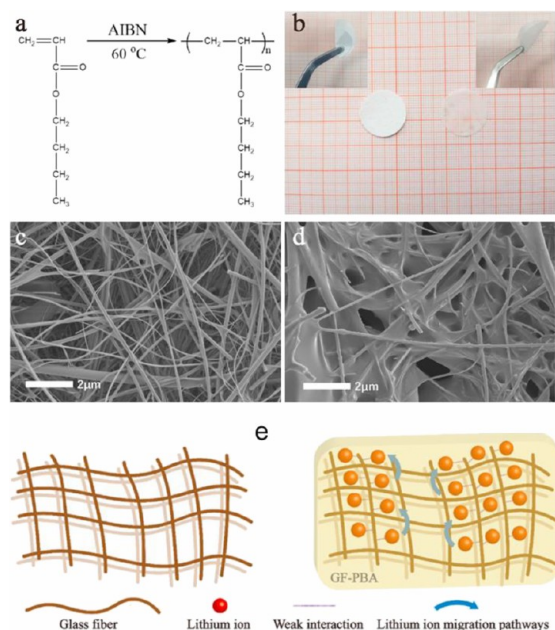 a
CH₂=CH
AIBN
60 °C
CH₂—CH
n
C=O
C=O
O
O
CH₂
CH₂
CH₂
CH₂
CH₂
CH₂
CH₃
CH₃
b
c
2μm
d
2μm
e
GF-PBA
Glass fiber
Lithium ion
Weak interaction
Lithium ion migration pathways